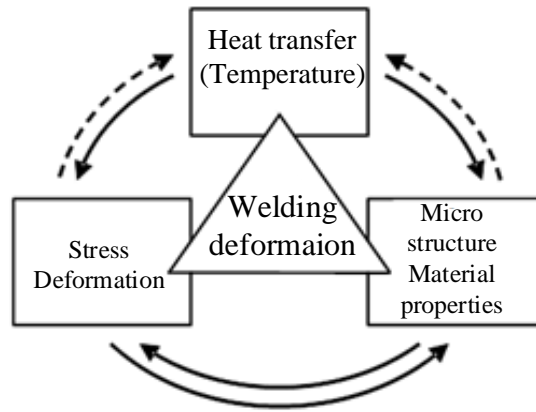 Heat transfer
(Temperature)
Welding
deformaion
Stress
Deformation
Micro
structure
Material
properties